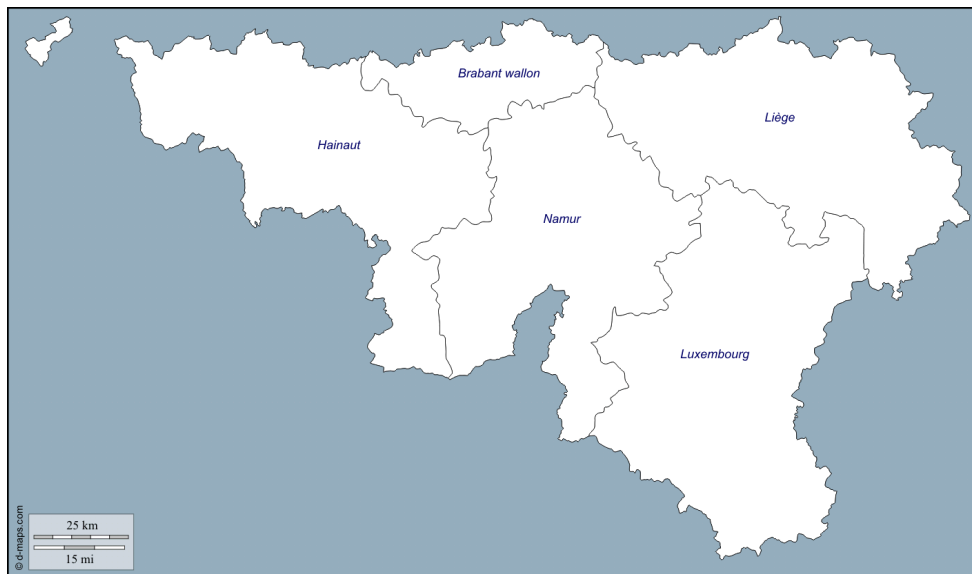 Brabant wallon
Liège
Hainaut
Namur
Luxembourg
25 km
15 mi
© d-maps.com